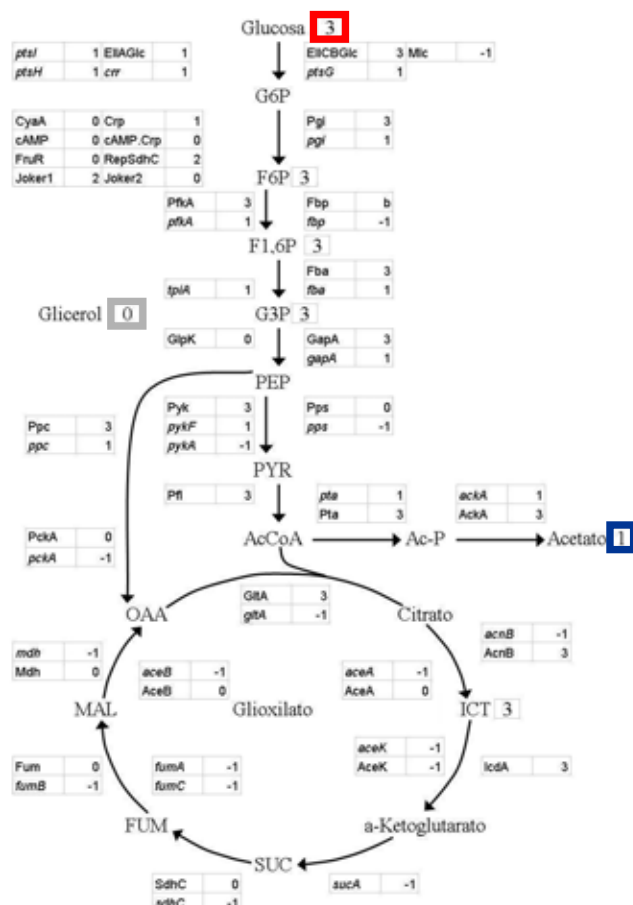 Glucosa 3
ptsI 1 EIIAGlc 1
ptsH 1 crr 1
EIICBGlc 3 Mlc -1
ptsG 1
G6P
CyaA 0 Crp 1
cAMP 0 cAMP.Crp 0
FruR 0 RepSdhC 2
Joker1 2 Joker2 0
Pgi 3
pgi 1
F6P 3
PfkA 3
pfkA 1
Fbp b
fbp -1
F1,6P 3
Fba 3
fba 1
tpiA 1
Glicerol 0
G3P 3
GlpK 0
GapA 3
gapA 1
PEP
Ppc 3
ppc 1
Pyk 3
pykF 1
pykA -1
Pps 0
pps -1
PYR
Pfl 3
pta 1
Pta 3
ackA 1
AckA 3
PckA 0
pckA -1
AcCoA
Ac-P
Acetato 1
GltA 3
gltA -1
OAA
Citrato
mdh -1
Mdh 0
aceB -1
AceB 0
aceA -1
AceA 0
acnB -1
AcnB 3
MAL
Glioxilato
ICT 3
Fum 0
fumB -1
fumA -1
fumC -1
aceK -1
AceK -1
IcdA 3
FUM
a-Ketoglutarato
SUC
SdhC 0
sdhC -1
sucA -1